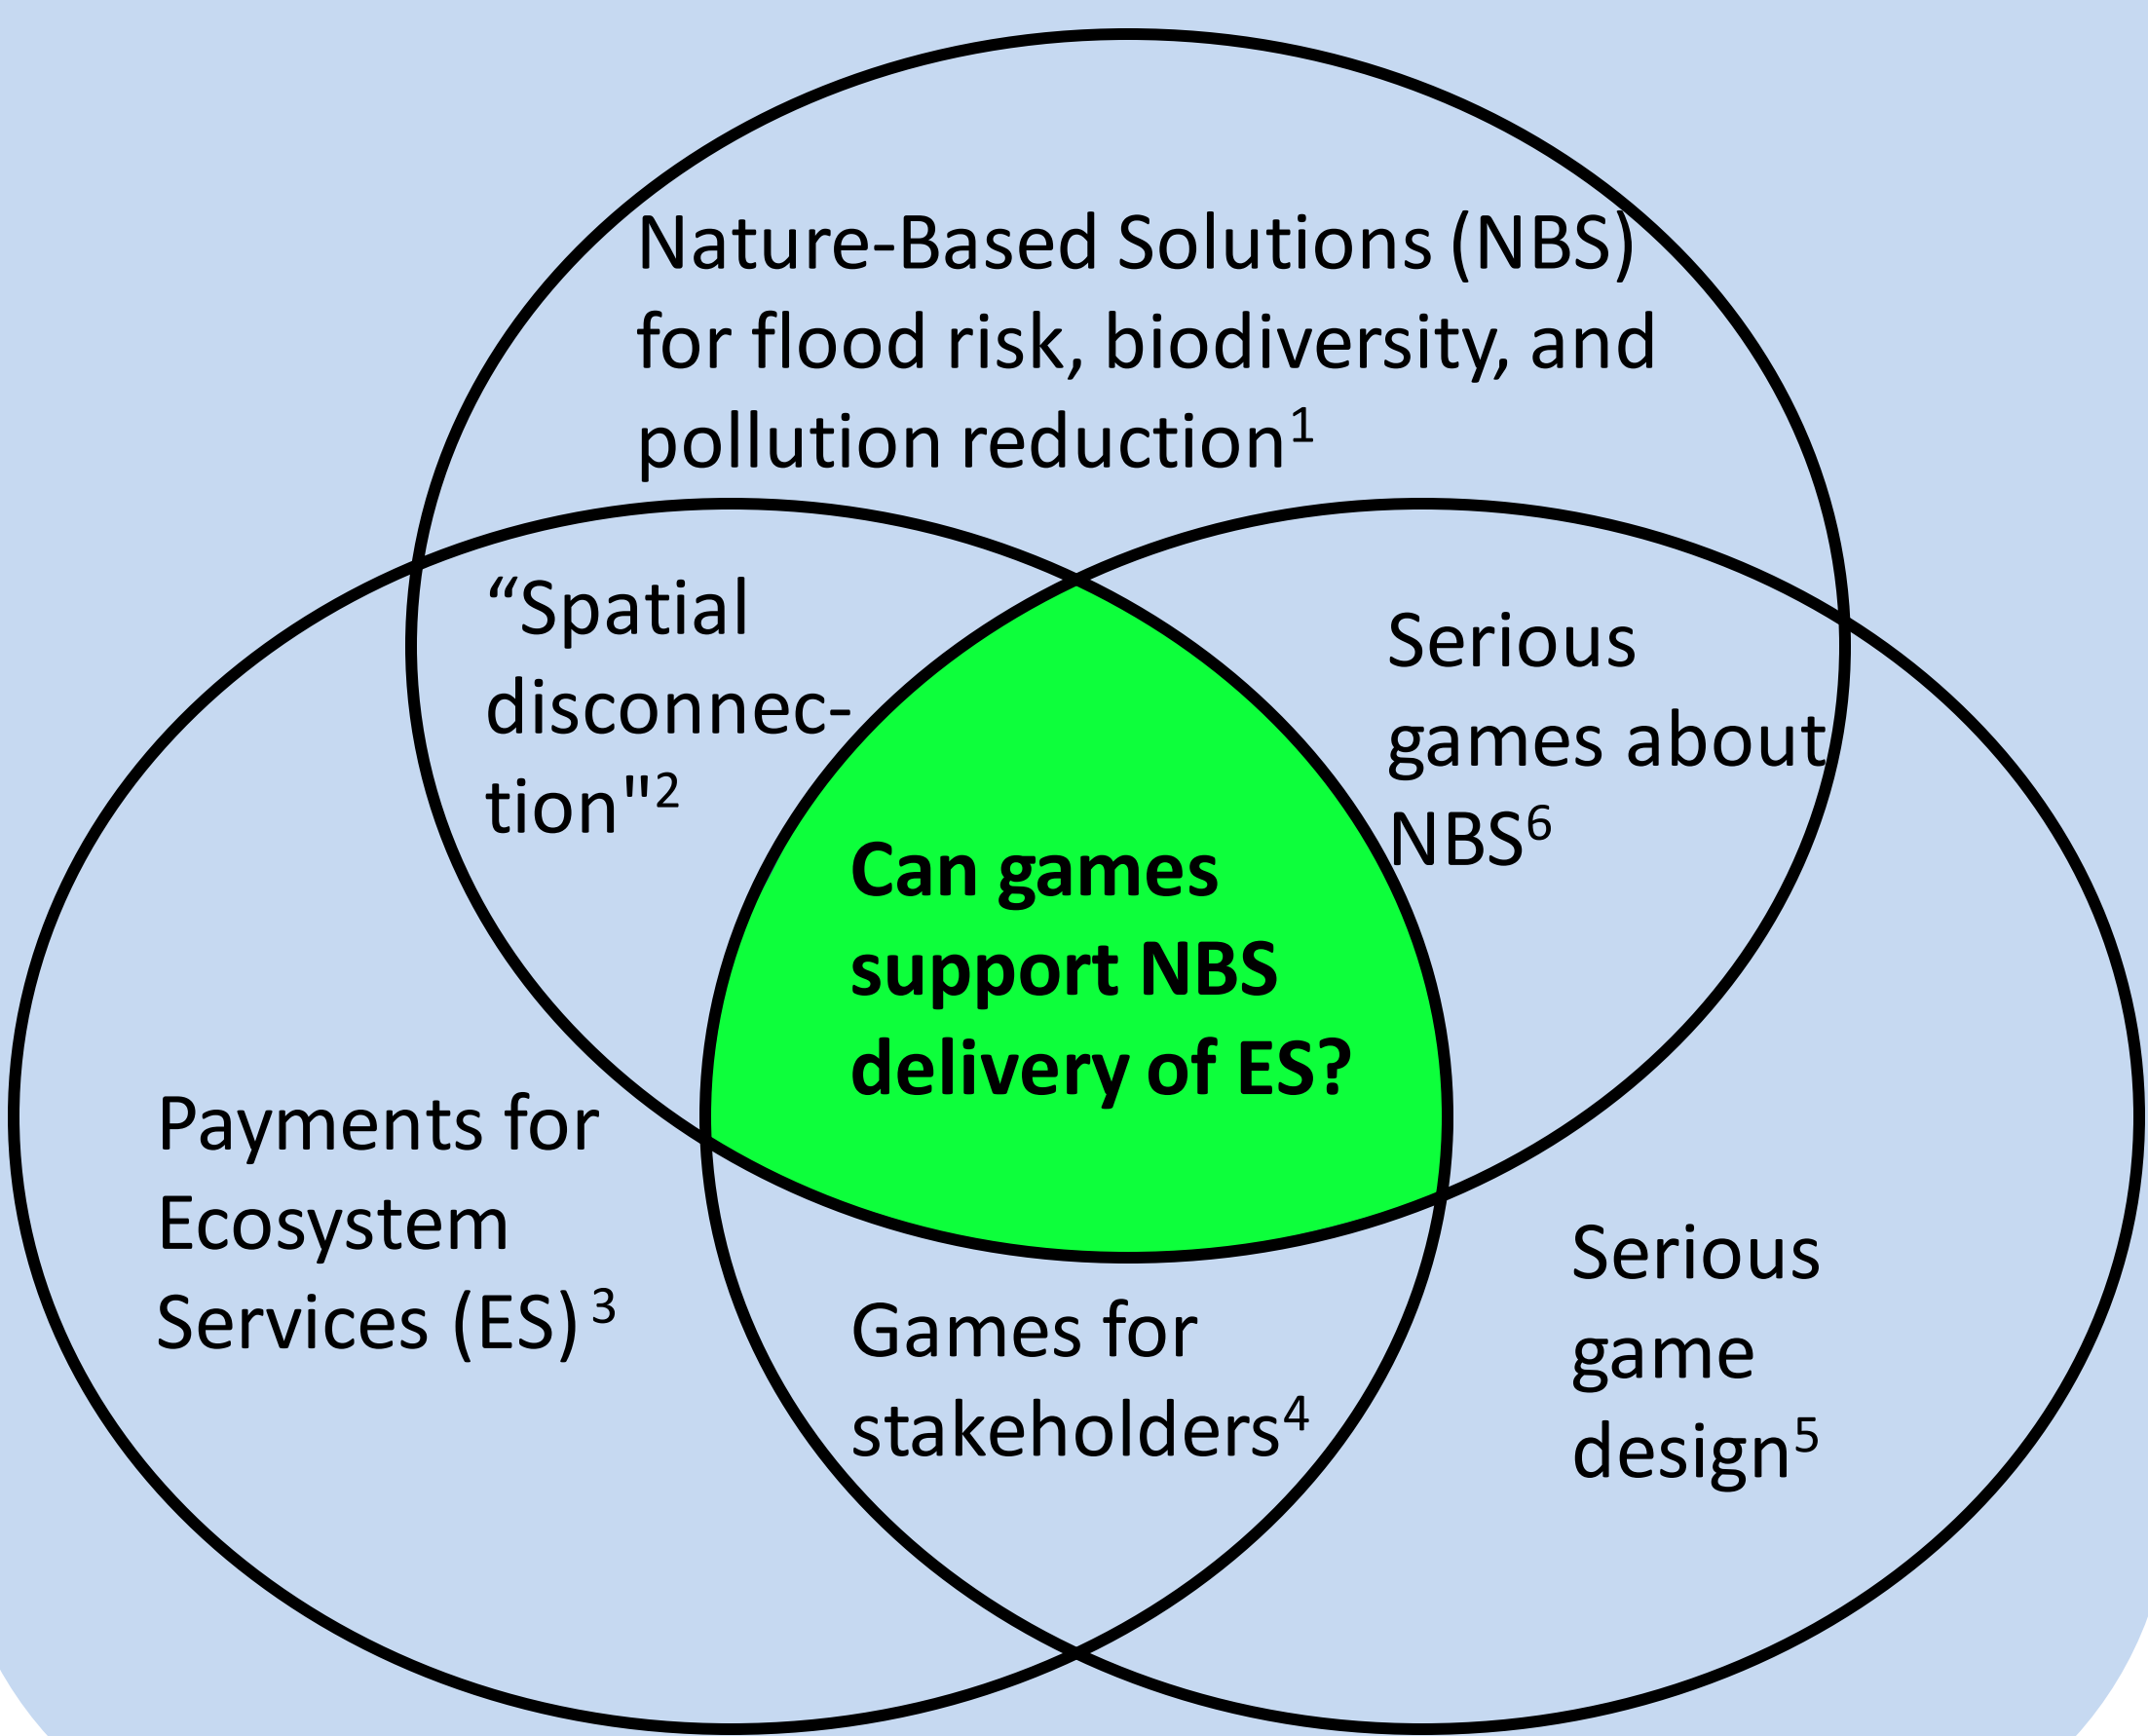 Nature-Based Solutions (NBS)
for flood risk, biodiversity, and
pollution reduction¹
“Spatial
disconnec-
tion"²
Serious
games about
NBS⁶
Can games
support NBS
delivery of ES?
Payments for
Ecosystem
Services (ES)³
Games for
stakeholders⁴
Serious
game
design⁵